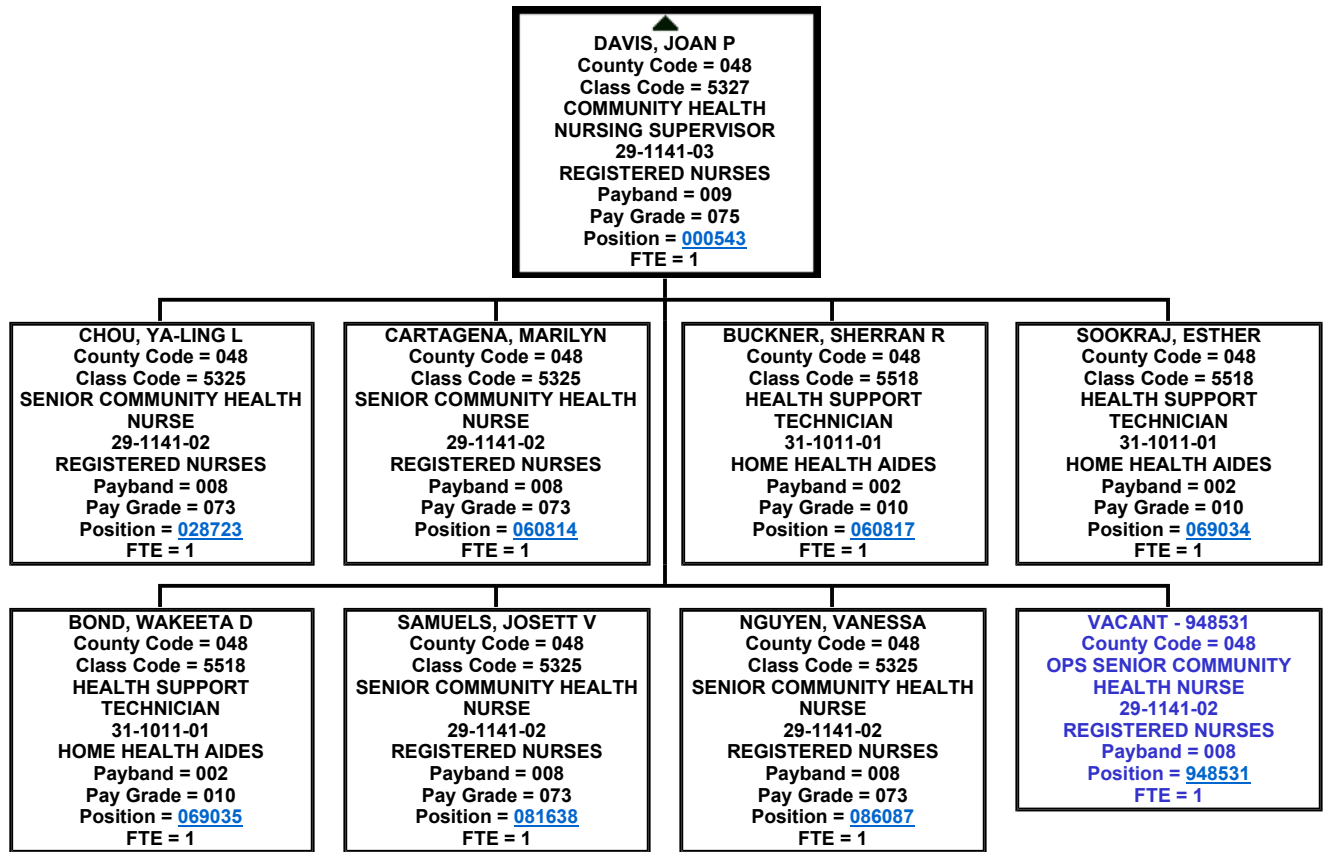 DAVIS, JOAN P
County Code = 048
Class Code = 5327
COMMUNITY HEALTH
NURSING SUPERVISOR
29-1141-03
REGISTERED NURSES
Payband = 009
Pay Grade = 075
Position = 000543
FTE = 1
CHOU, YA-LING L
County Code = 048
Class Code = 5325
SENIOR COMMUNITY HEALTH
NURSE
29-1141-02
REGISTERED NURSES
Payband = 008
Pay Grade = 073
Position = 028723
FTE = 1
CARTAGENA, MARILYN
County Code = 048
Class Code = 5325
SENIOR COMMUNITY HEALTH
NURSE
29-1141-02
REGISTERED NURSES
Payband = 008
Pay Grade = 073
Position = 060814
FTE = 1
BUCKNER, SHERRAN R
County Code = 048
Class Code = 5518
HEALTH SUPPORT
TECHNICIAN
31-1011-01
HOME HEALTH AIDES
Payband = 002
Pay Grade = 010
Position = 060817
FTE = 1
SOOKRAJ, ESTHER
County Code = 048
Class Code = 5518
HEALTH SUPPORT
TECHNICIAN
31-1011-01
HOME HEALTH AIDES
Payband = 002
Pay Grade = 010
Position = 069034
FTE = 1
BOND, WAKEETA D
County Code = 048
Class Code = 5518
HEALTH SUPPORT
TECHNICIAN
31-1011-01
HOME HEALTH AIDES
Payband = 002
Pay Grade = 010
Position = 069035
FTE = 1
SAMUELS, JOSETT V
County Code = 048
Class Code = 5325
SENIOR COMMUNITY HEALTH
NURSE
29-1141-02
REGISTERED NURSES
Payband = 008
Pay Grade = 073
Position = 081638
FTE = 1
NGUYEN, VANESSA
County Code = 048
Class Code = 5325
SENIOR COMMUNITY HEALTH
NURSE
29-1141-02
REGISTERED NURSES
Payband = 008
Pay Grade = 073
Position = 086087
FTE = 1
VACANT - 948531
County Code = 048
OPS SENIOR COMMUNITY
HEALTH NURSE
29-1141-02
REGISTERED NURSES
Payband = 008
Position = 948531
FTE = 1